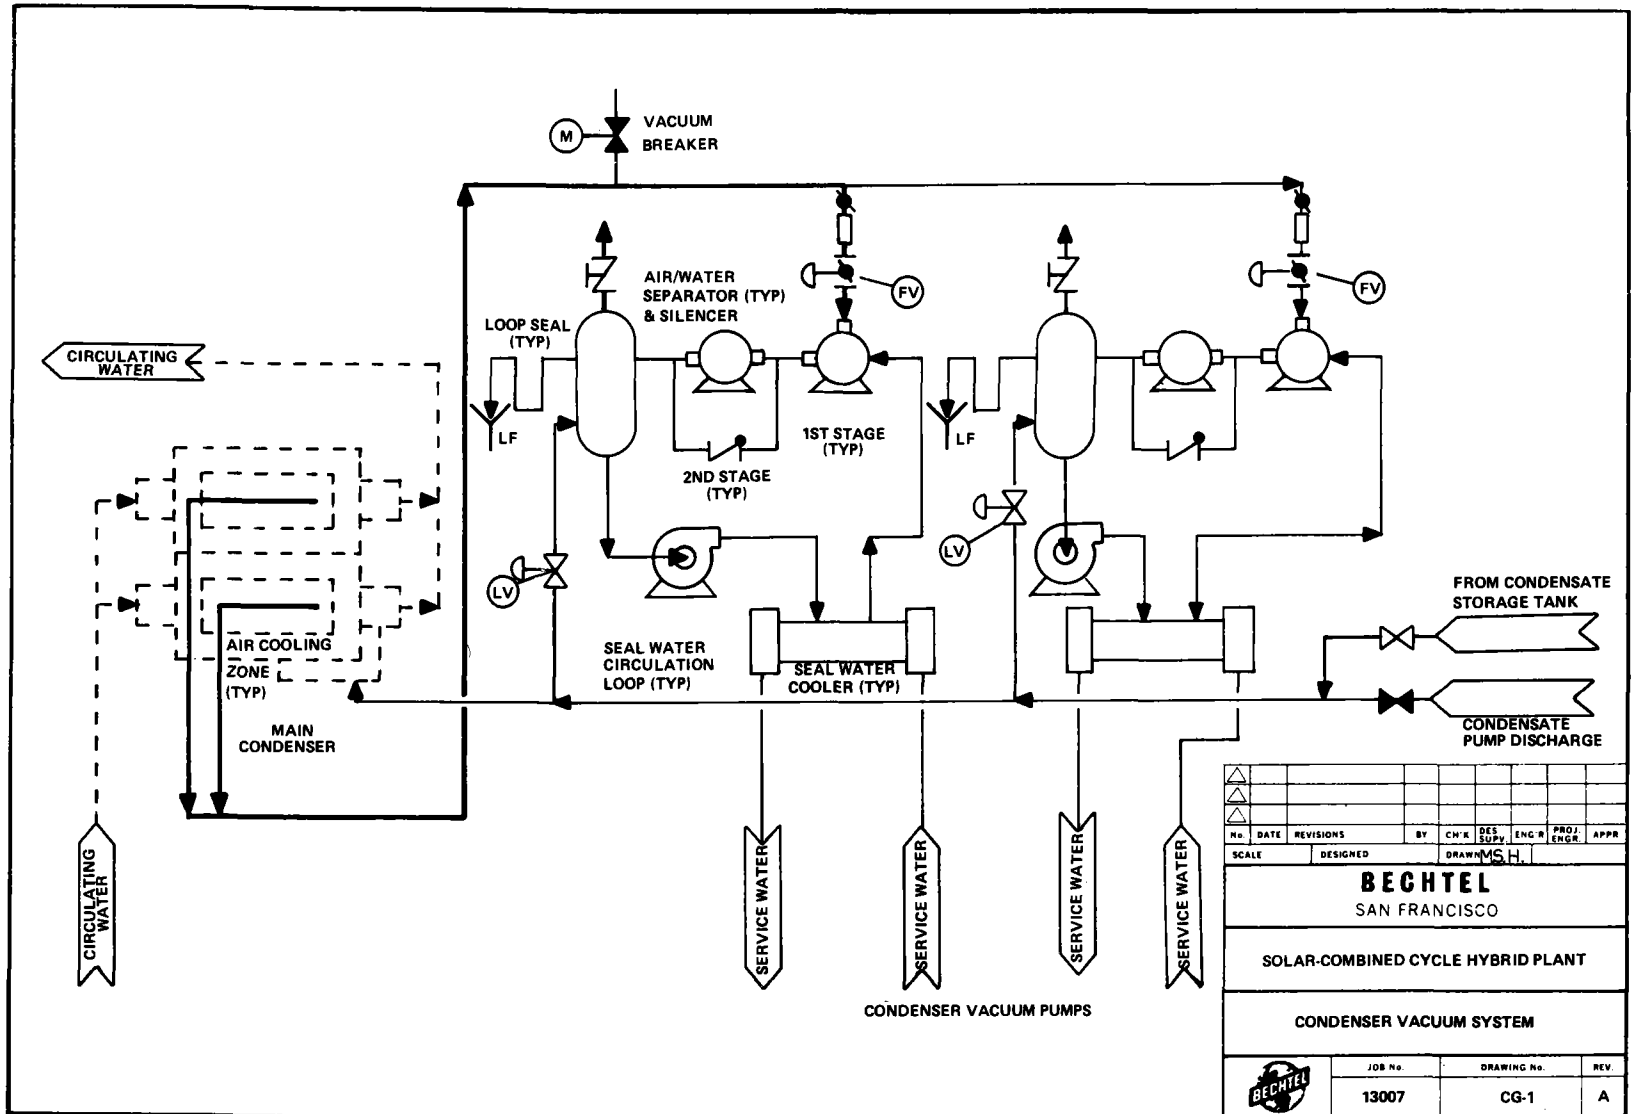 VACUUM
BREAKER
M
AIR/WATER
SEPARATOR (TYP)
& SILENCER
FV
FV
LOOP SEAL
(TYP)
CIRCULATING
WATER
LF
1ST STAGE
(TYP)
LF
2ND STAGE
(TYP)
LV
LV
FROM CONDENSATE
STORAGE TANK
AIR COOLING
ZONE
(TYP)
SEAL WATER
CIRCULATION
LOOP (TYP)
SEAL WATER
COOLER (TYP)
MAIN
CONDENSER
CONDENSATE
PUMP DISCHARGE
CIRCULATING
WATER
SERVICE WATER
SERVICE WATER
SERVICE WATER
SERVICE WATER
CONDENSER VACUUM PUMPS
No. DATE REVISIONS BY CH'K DES. SUPV. ENG'R PROJ. ENGR. APPR
SCALE DESIGNED DRAWN M.S.H.
BECHTEL
SAN FRANCISCO
SOLAR-COMBINED CYCLE HYBRID PLANT
CONDENSER VACUUM SYSTEM
BECHTEL
JOB No. DRAWING No. REV.
13007 CG-1 A